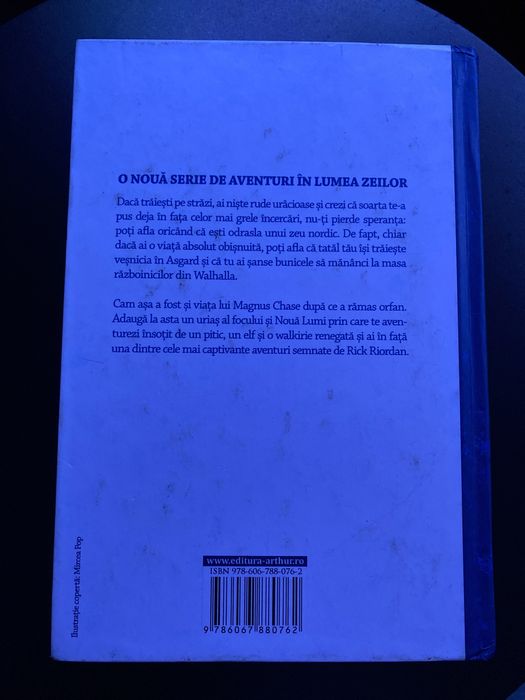 O NOUĂ SERIE DE AVENTURI ÎN LUMEA ZEILOR
Dacă trăiești pe străzi, ai niște rude urâcioase și crezi că soarta te-a
pus deja în fața celor mai grele încercări, nu-ți pierde speranța:
poți afla oricând că ești odrasla unui zeu nordic. De fapt, chiar
dacă ai o viață absolut obișnuită, poți afla că tatăl tău își trăiește
veșnicia în Asgard și că tu ai șanse bunicele să mănânci la masa
războinicilor din Walhalla.
Cam așa a fost și viața lui Magnus Chase după ce a rămas orfan.
Adaugă la asta un uriaș al focului și Nouă Lumi prin care te aven-
turezi însoțit de un pitic, un elf și o walkirie renegată și ai în față
una dintre cele mai captivante aventuri semnate de Rick Riordan.
Ilustrație copertă: Mircea Pop
www.editura-arthur.ro
ISBN 978-606-788-076-2
9 786067 880762